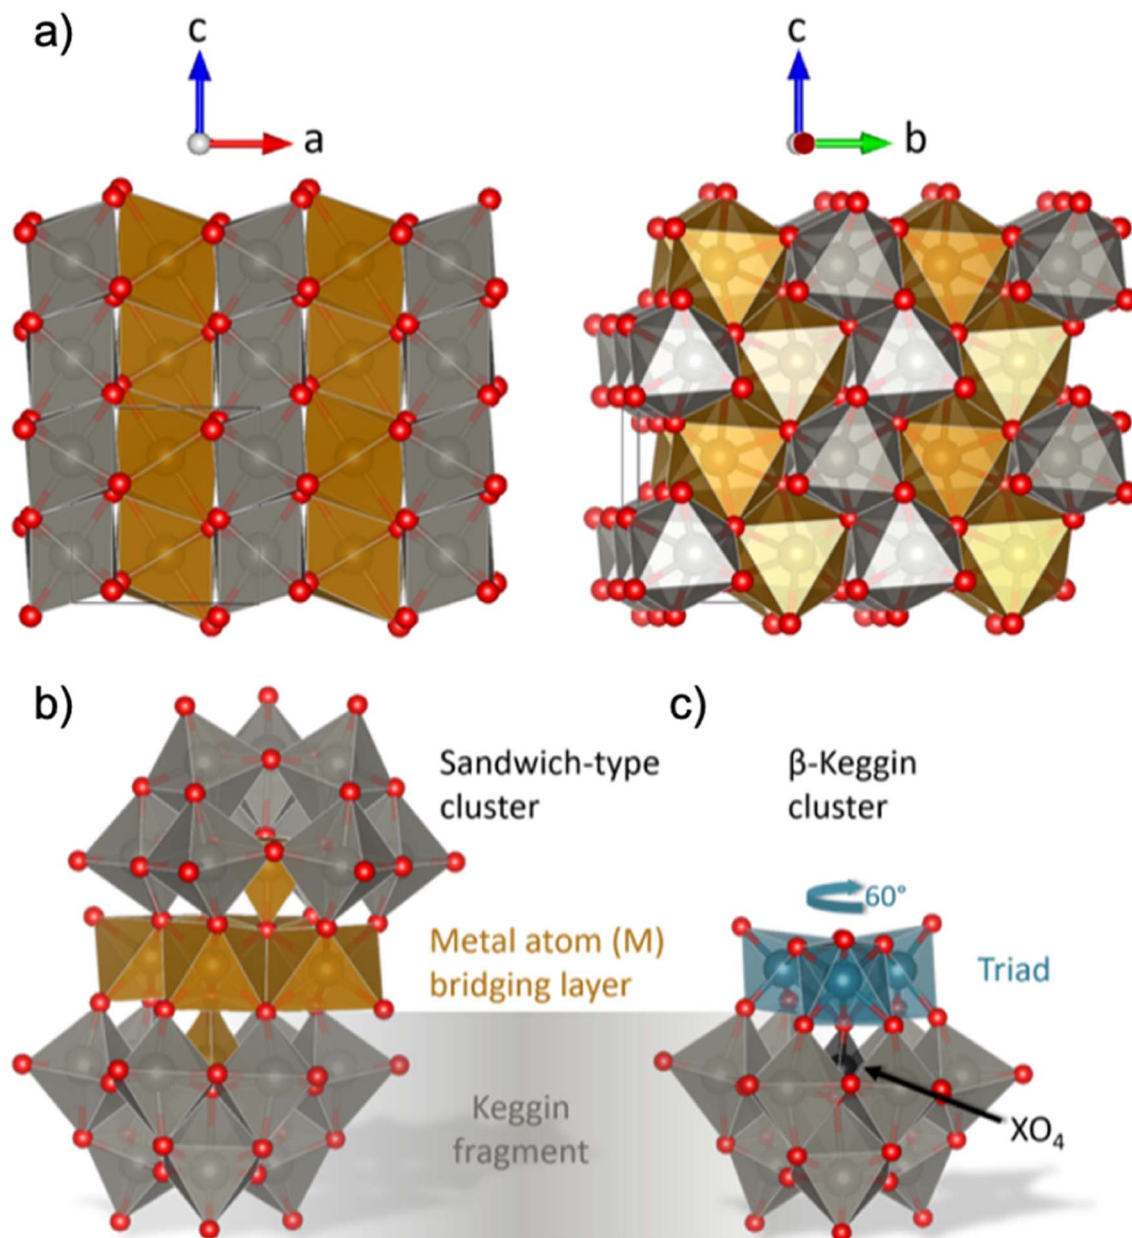 a)
c
a
c
b
b)
Sandwich-type
cluster
Metal atom (M)
bridging layer
Keggin
fragment
c)
β-Keggin
cluster
60°
Triad
XO₄